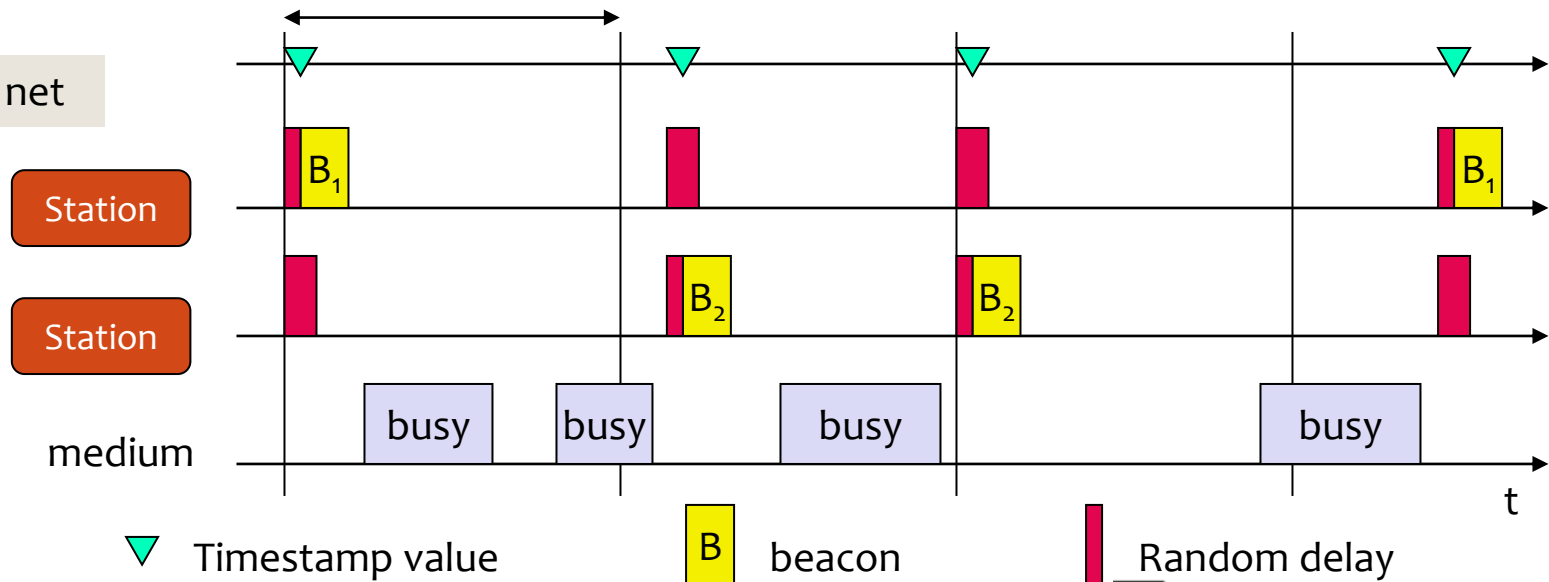 net
B₁
B₁
Station
B₂
B₂
Station
busy
busy
busy
busy
medium
t
Timestamp value
B
beacon
Random delay